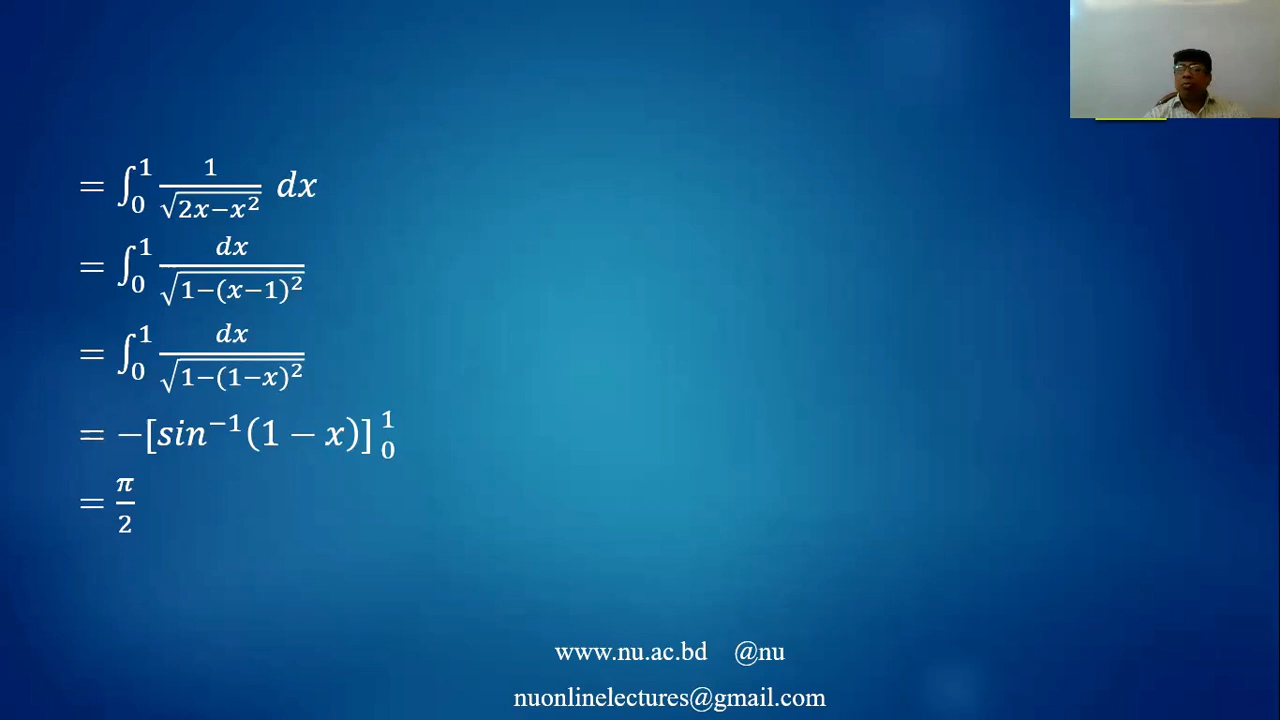 = ∫₀¹ 1/√(2x−x²) dx
= ∫₀¹ dx/√(1−(x−1)²)
= ∫₀¹ dx/√(1−(1−x)²)
= −[sin⁻¹(1 − x)]₀¹
= π/2
www.nu.ac.bd @nu
nuonlinelectures@gmail.com